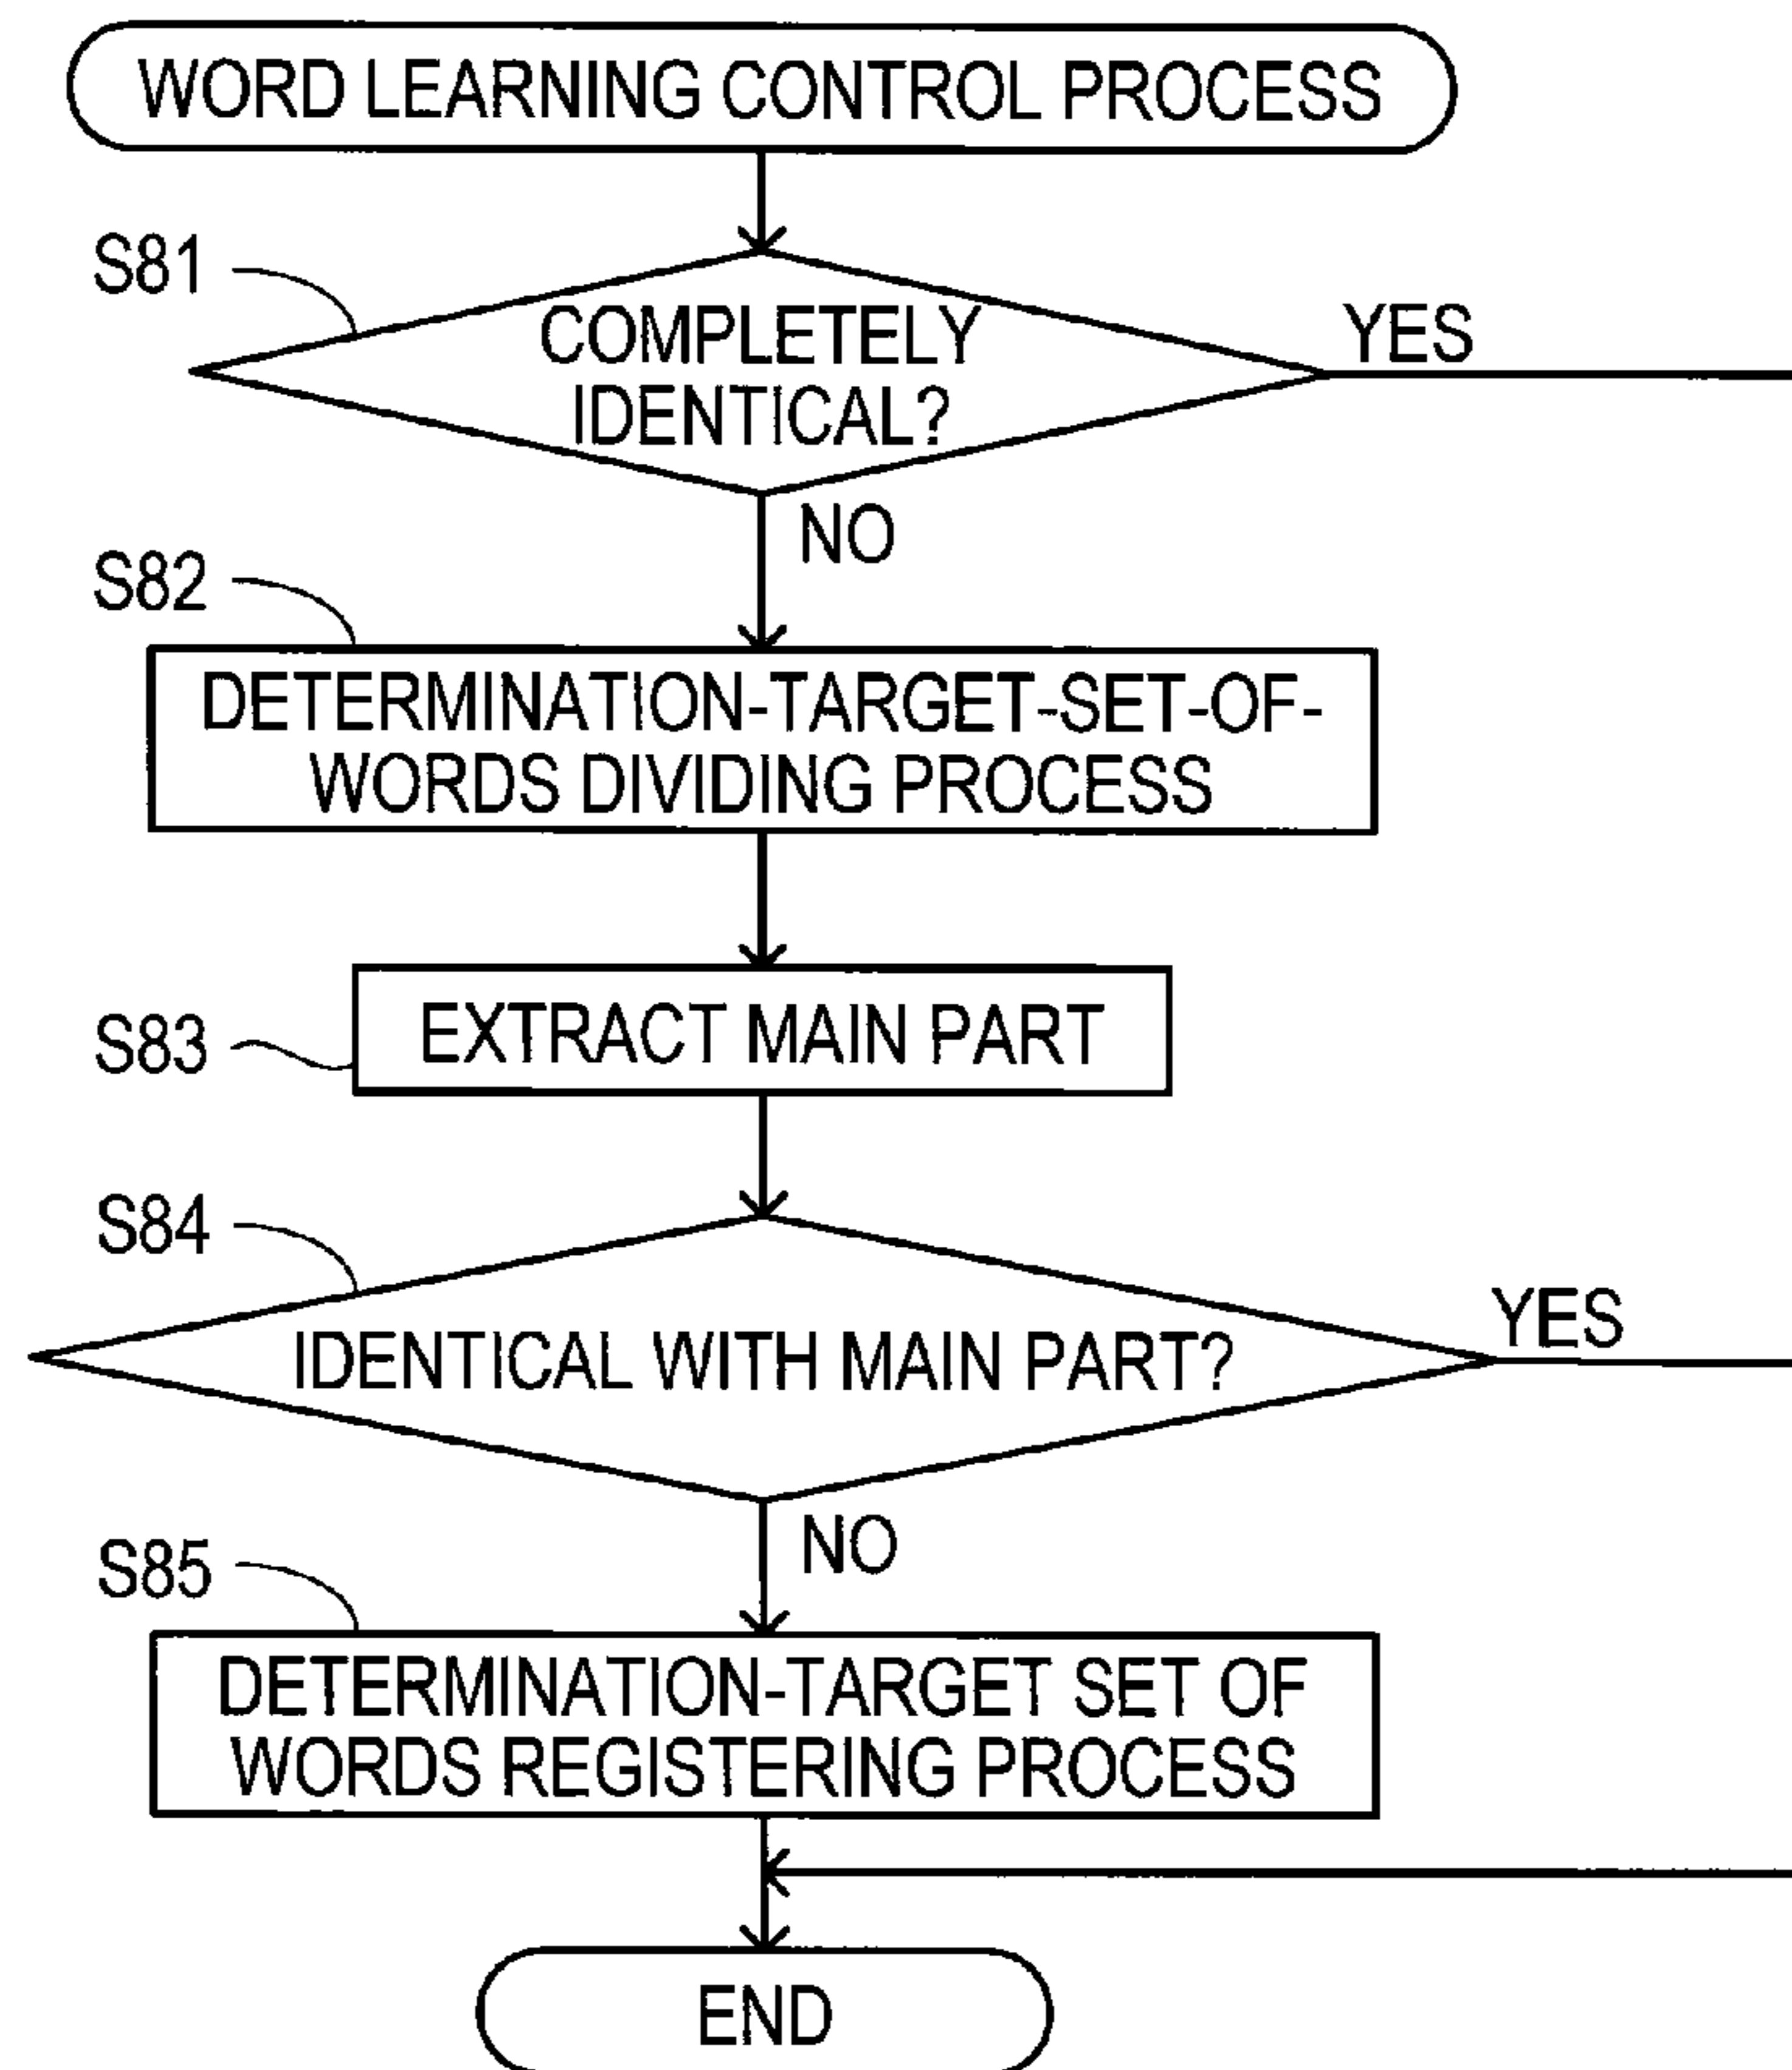 WORD LEARNING CONTROL PROCESS
S81
COMPLETELY
IDENTICAL?
YES
NO
S82
DETERMINATION-TARGET-SET-OF-
WORDS DIVIDING PROCESS
S83
EXTRACT MAIN PART
S84
IDENTICAL WITH MAIN PART?
YES
NO
S85
DETERMINATION-TARGET SET OF
WORDS REGISTERING PROCESS
END